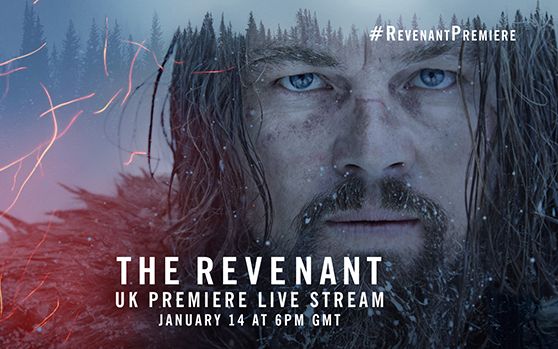 #REVENANTPREMIERE
THE REVENANT
UK PREMIERE LIVE STREAM
JANUARY 14 AT 6PM GMT